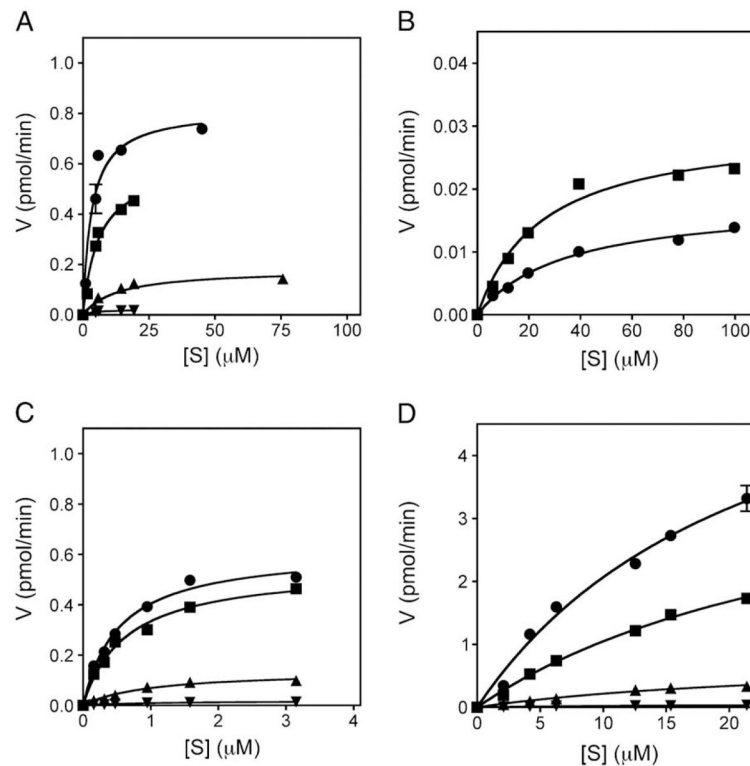 A
V (pmol/min)
1.0
0.8
0.6
0.4
0.2
0.0
0 25 50 75 100
[S] (μM)
B
V (pmol/min)
0.04
0.03
0.02
0.01
0.00
0 20 40 60 80 100
[S] (μM)
C
V (pmol/min)
1.0
0.8
0.6
0.4
0.2
0.0
0 1 2 3 4
[S] (μM)
D
V (pmol/min)
4
3
2
1
0
0 5 10 15 20
[S] (μM)